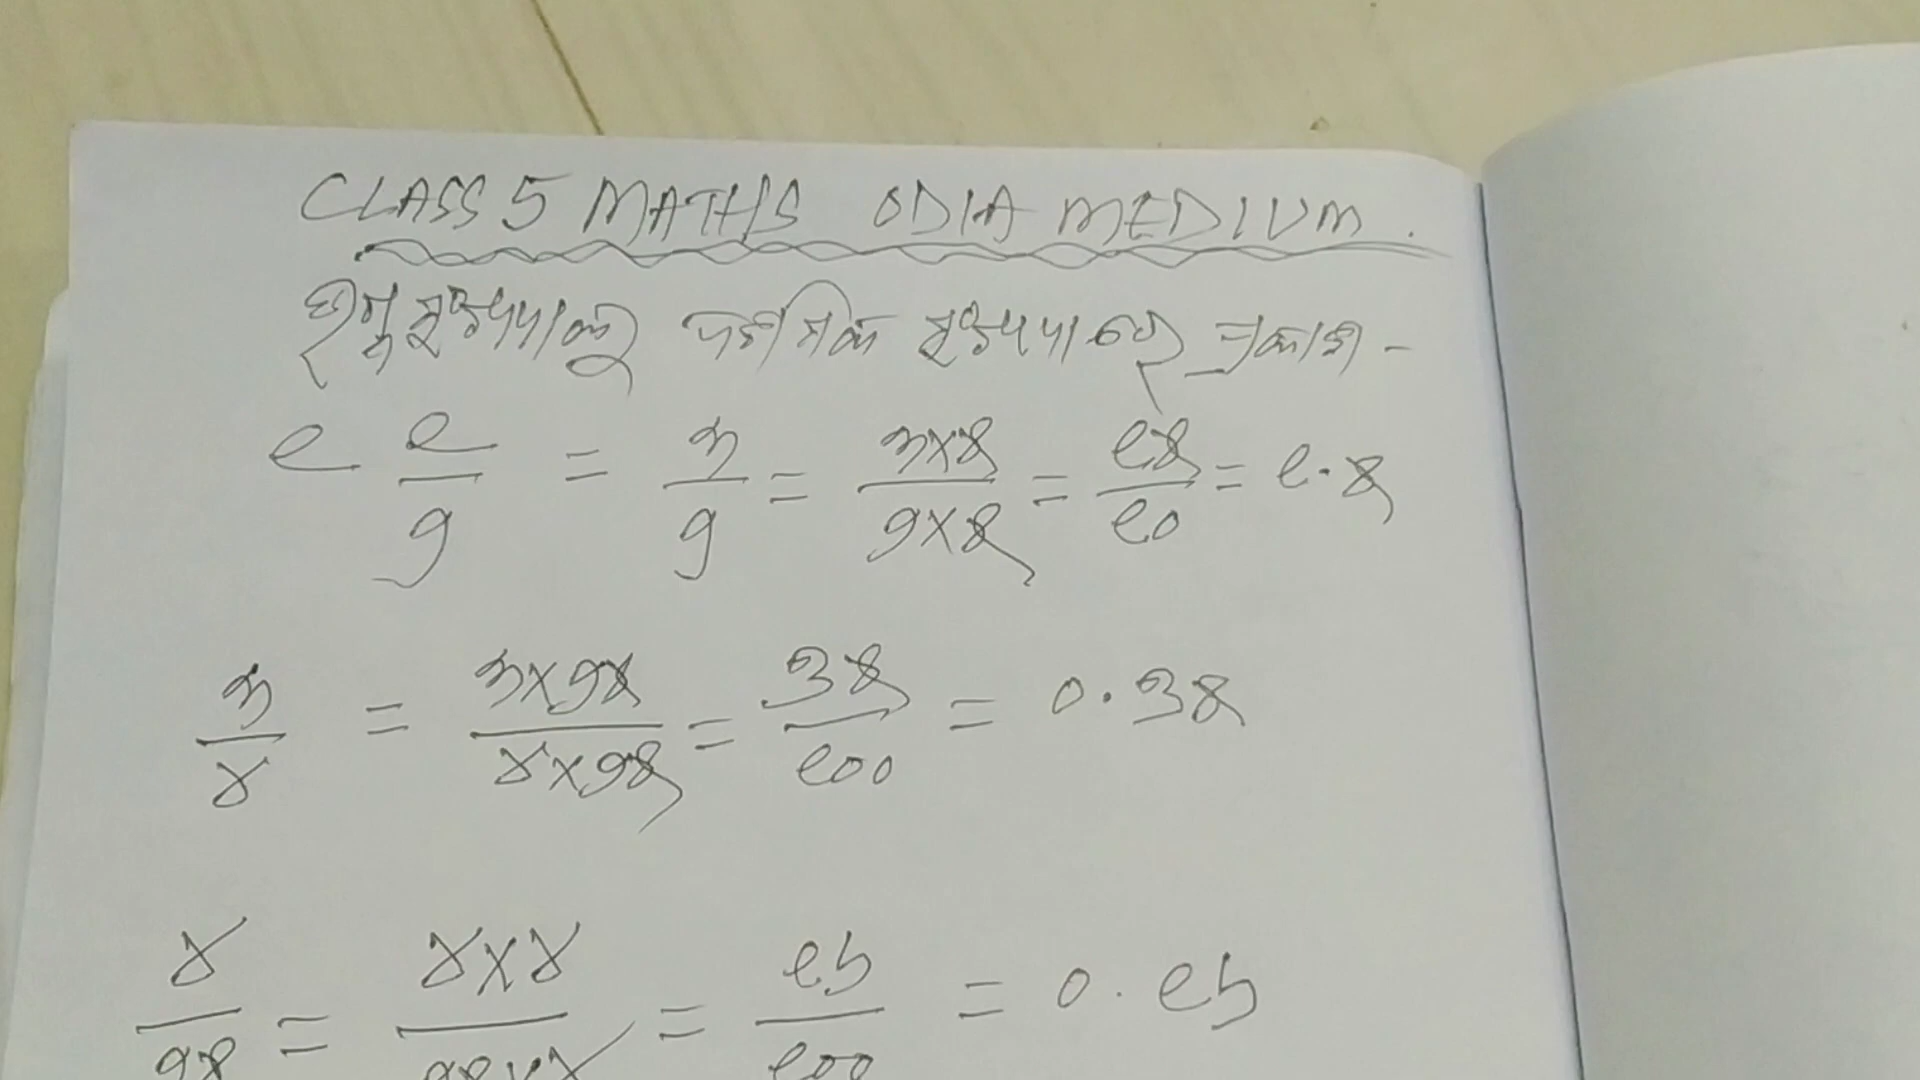 CLASS 5 MATHS ODIA MEDIUM.
ଭଗ୍ନସଂଖ୍ୟାକୁ ଦଶମିକ ସଂଖ୍ୟାରେ ପ୍ରକାଶ -
୧ ୧/୨ = ୩/୨ = ୩×୫/୨×୫ = ୧୫/୧୦ = ୧.୫
୩/୪ = ୩×୨୫/୪×୨୫ = ୭୫/୧୦୦ = ୦.୭୫
୪/୨୫ = ୪×୪/୨୫×୪ = ୧୬/୧୦୦ = ୦.୧୬